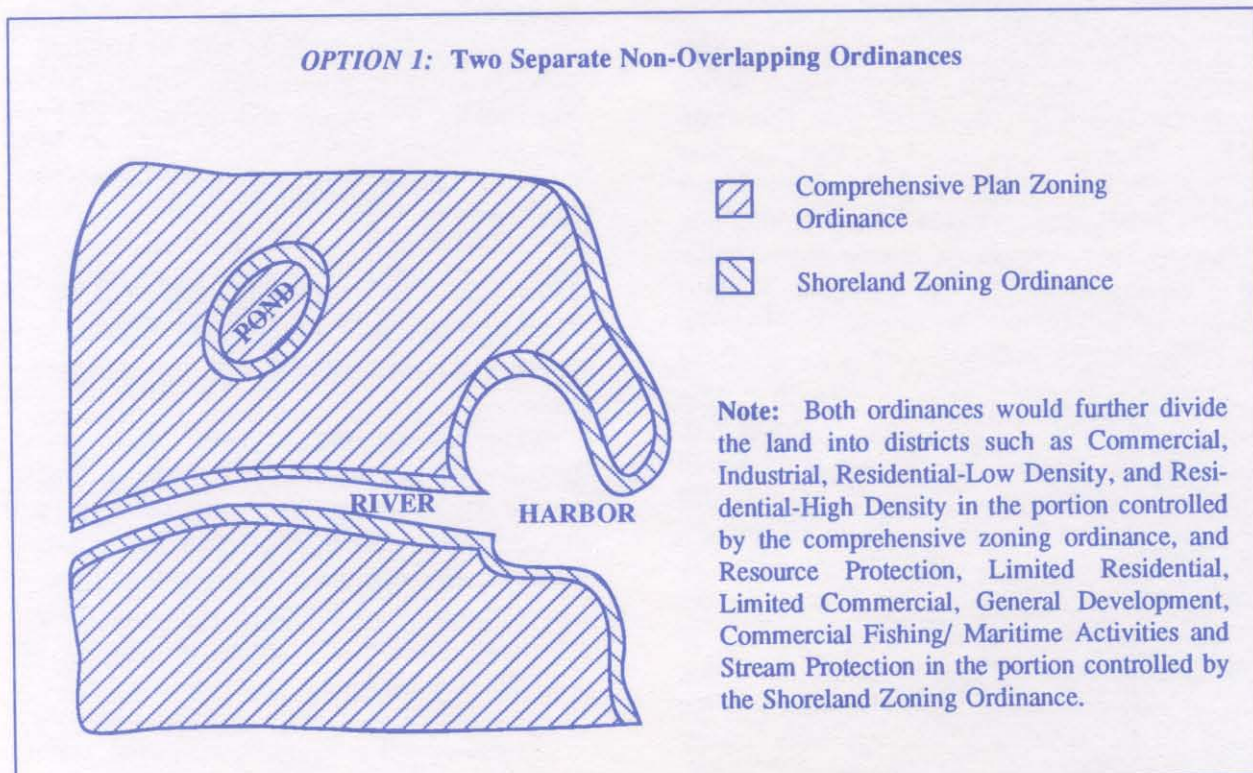 OPTION 1: Two Separate Non-Overlapping Ordinances
POND
RIVER
HARBOR
Comprehensive Plan Zoning
Ordinance
Shoreland Zoning Ordinance
Note: Both ordinances would further divide
the land into districts such as Commercial,
Industrial, Residential-Low Density, and Resi-
dential-High Density in the portion controlled
by the comprehensive zoning ordinance, and
Resource Protection, Limited Residential,
Limited Commercial, General Development,
Commercial Fishing/ Maritime Activities and
Stream Protection in the portion controlled by
the Shoreland Zoning Ordinance.